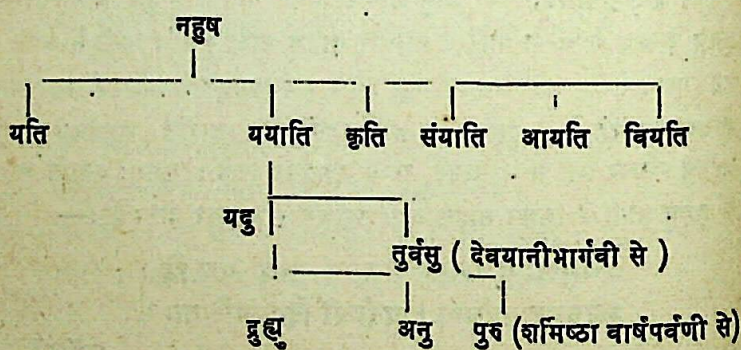 नहुष
यति ययाति कृति संयाति आयति वियति
यदु
तुर्वसु ( देवयानीभार्गवी से )
द्रुह्यु अनु पुरु (शर्मिष्ठा वार्षपर्वणी से)